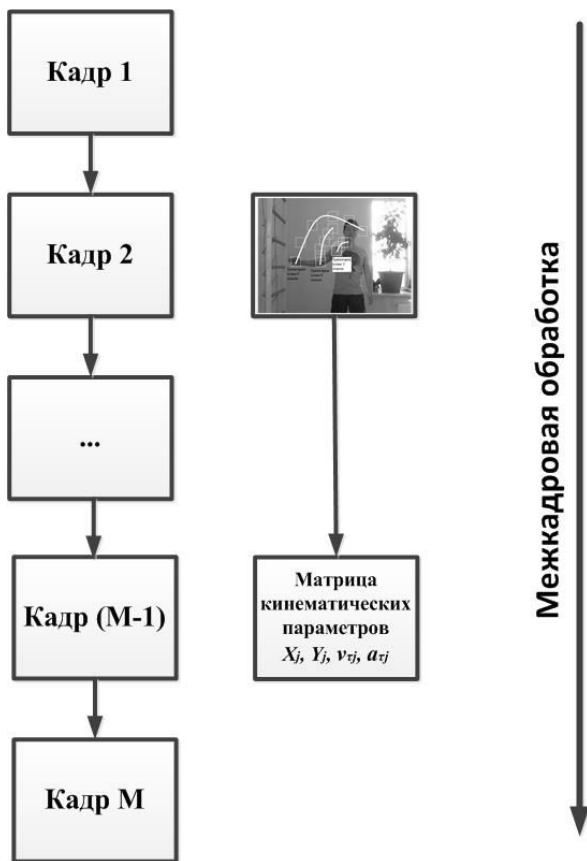 Кадр 1
Кадр 2
...
Кадр (М-1)
Кадр М
Матрица
кинематических
параметров
Xj, Yj, vτj, aτj
Межкадровая обработка